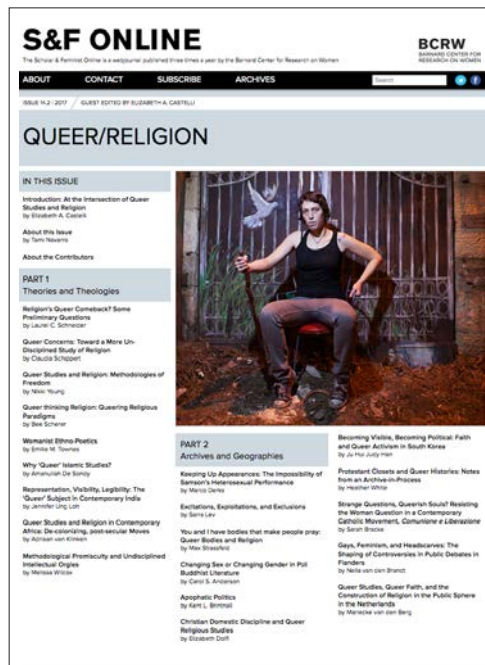 S&F ONLINE
The Scholar & Feminist Online is a webjournal published three times a year by the Barnard Center for Research on Women
BCRW
BARNARD CENTER FOR
RESEARCH ON WOMEN
ABOUT CONTACT SUBSCRIBE ARCHIVES
Search
ISSUE 14.2 | 2017 / GUEST EDITED BY ELIZABETH A. CASTELLI
QUEER/RELIGION
IN THIS ISSUE
Introduction: At the Intersection of Queer
Studies and Religion
by Elizabeth A. Castelli
About this Issue
by Tami Navarro
About the Contributors
PART 1
Theories and Theologies
Religion's Queer Comeback? Some
Preliminary Questions
by Laurel C. Schneider
Queer Concerns: Toward a More Un-
Disciplined Study of Religion
by Claudia Schippert
Queer Studies and Religion: Methodologies of
Freedom
by Nikki Young
Queer thinking Religion: Queering Religious
Paradigms
by Bee Scherer
Womanist Ethno-Poetics
by Emilie M. Townes
Why 'Queer' Islamic Studies?
by Amanullah De Sondy
Representation, Visibility, Legibility: The
'Queer' Subject in Contemporary India
by Jennifer Ung Loh
Queer Studies and Religion in Contemporary
Africa: De-colonizing, post-secular Moves
by Adriaan van Klinken
Methodological Promiscuity and Undisciplined
Intellectual Orgies
by Melissa Wilcox
PART 2
Archives and Geographies
Keeping Up Appearances: The Impossibility of
Samson's Heterosexual Performance
by Marco Derks
Excitations, Exploitations, and Exclusions
by Sarra Lev
You and I have bodies that make people pray:
Queer Bodies and Religion
by Max Strassfeld
Changing Sex or Changing Gender in Pāli
Buddhist Literature
by Carol S. Anderson
Apophatic Politics
by Kent L. Brintnall
Christian Domestic Discipline and Queer
Religious Studies
by Elizabeth Dolfi
Becoming Visible, Becoming Political: Faith
and Queer Activism in South Korea
by Ju Hui Judy Han
Protestant Closets and Queer Histories: Notes
from an Archive-in-Process
by Heather White
Strange Questions, Queerish Souls? Resisting
the Woman Question in a Contemporary
Catholic Movement, Comunione e Liberazione
by Sarah Bracke
Gays, Feminism, and Headscarves: The
Shaping of Controversies in Public Debates in
Flanders
by Nella van den Brandt
Queer Studies, Queer Faith, and the
Construction of Religion in the Public Sphere
in the Netherlands
by Mariecke van den Berg